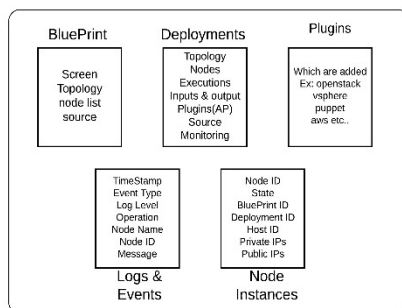 BluePrint
Screen
Topology
node list
source
Deployments
Topology
Nodes
Executions
Inputs & output
Plugins(AP)
Source
Monitoring
Plugins
Which are added
Ex: openstack
vsphere
puppet
aws etc..
TimeStamp
Event Type
Log Level
Operation
Node Name
Node ID
Message
Logs &
Events
Node ID
State
BluePrint ID
Deployment ID
Host ID
Private IPs
Public IPs
Node
Instances